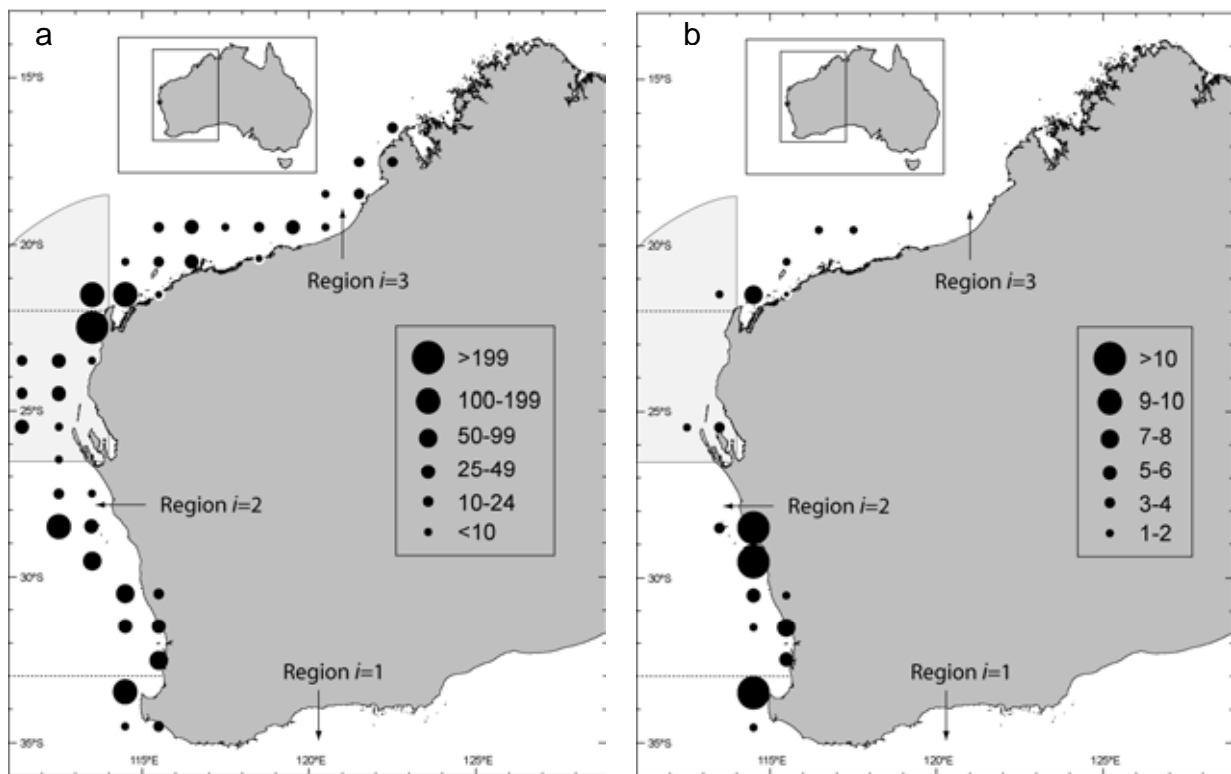 a
15°S
20°S
25°S
30°S
35°S
115°E
120°E
125°E
Region i=3
Region i=2
Region i=1
>199
100-199
50-99
25-49
10-24
<10
b
15°S
20°S
25°S
30°S
35°S
115°E
120°E
125°E
Region i=3
Region i=2
Region i=1
>10
9-10
7-8
5-6
3-4
1-2